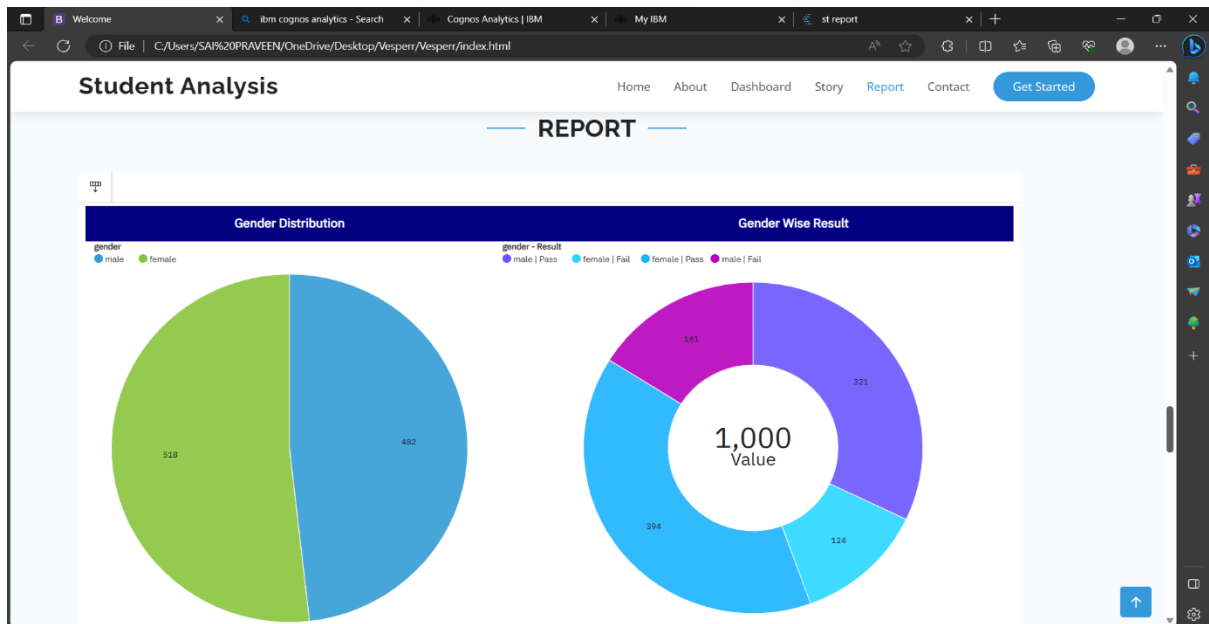 Welcome
ibm cognos analytics - Search
Cognos Analytics | IBM
My IBM
st report
File | C:/Users/SAI%20PRAVEEN/OneDrive/Desktop/Vesperr/Vesperr/index.html
Student Analysis
Home About Dashboard Story Report Contact Get Started
REPORT
Gender Distribution
gender
male female
482
518
Gender Wise Result
gender - Result
male | Pass female | Fail female | Pass male | Fail
161
321
1,000
Value
394
124